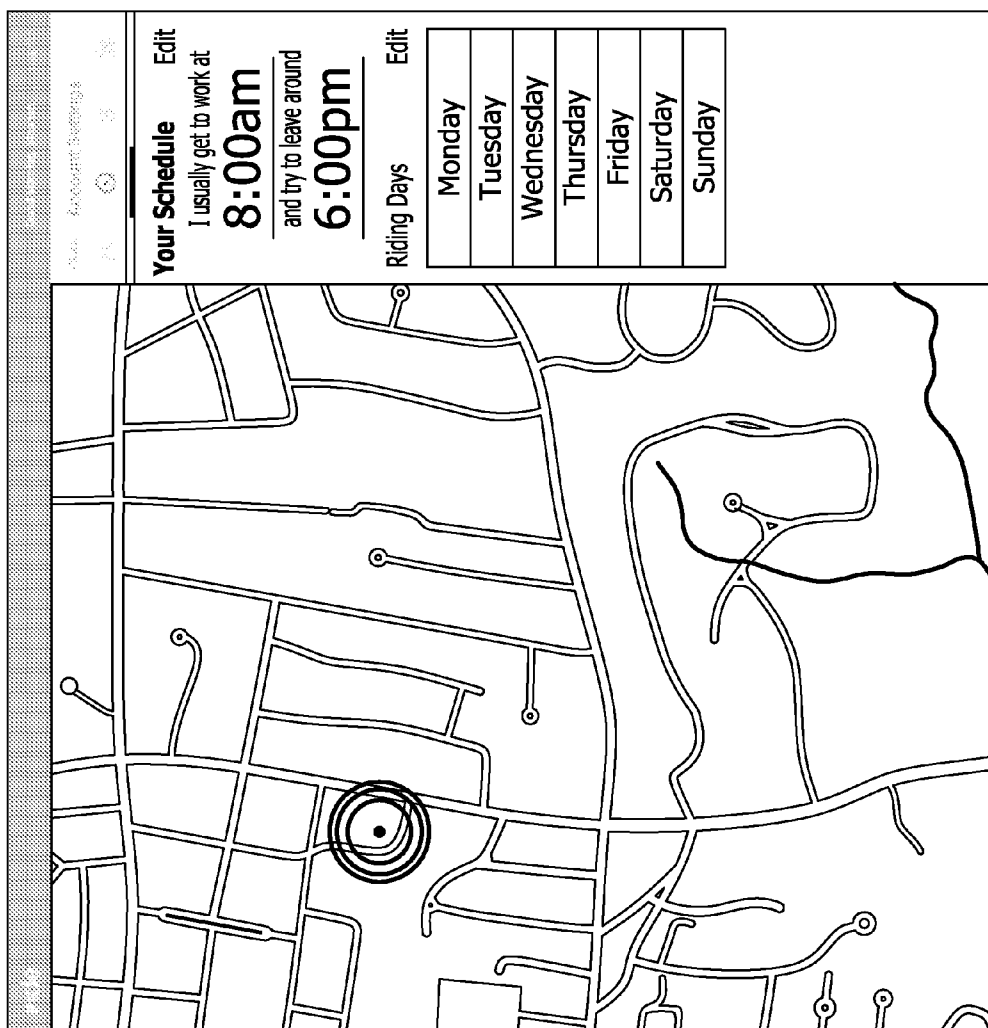 Your Schedule Edit
I usually get to work at
8:00am
and try to leave around
6:00pm
Riding Days Edit
Monday
Tuesday
Wednesday
Thursday
Friday
Saturday
Sunday